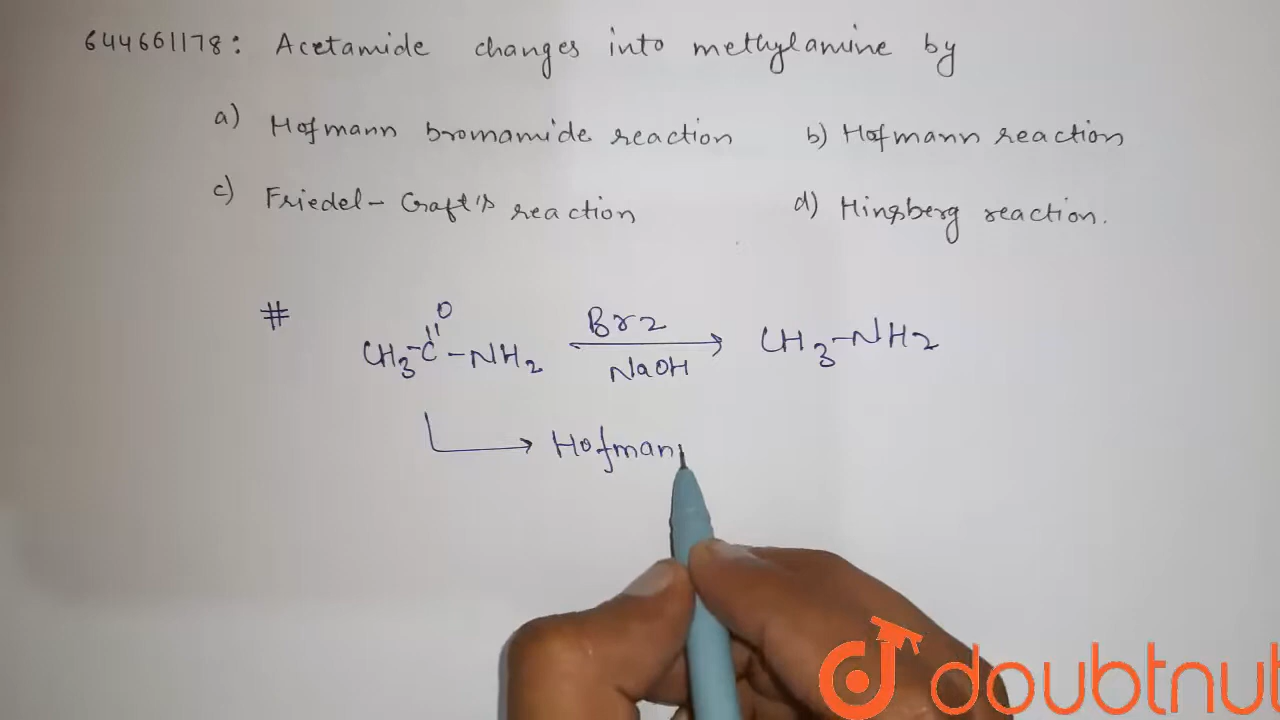 644661178: Acetamide changes into methylamine by
a) Hofmann bromamide reaction b) Hofmann reaction
c) Friedel-Craft's reaction d) Hinsberg reaction.
# CH3-C(=O)-NH2 Br2 NaOH → CH3-NH2
→ Hofman
doubtnut